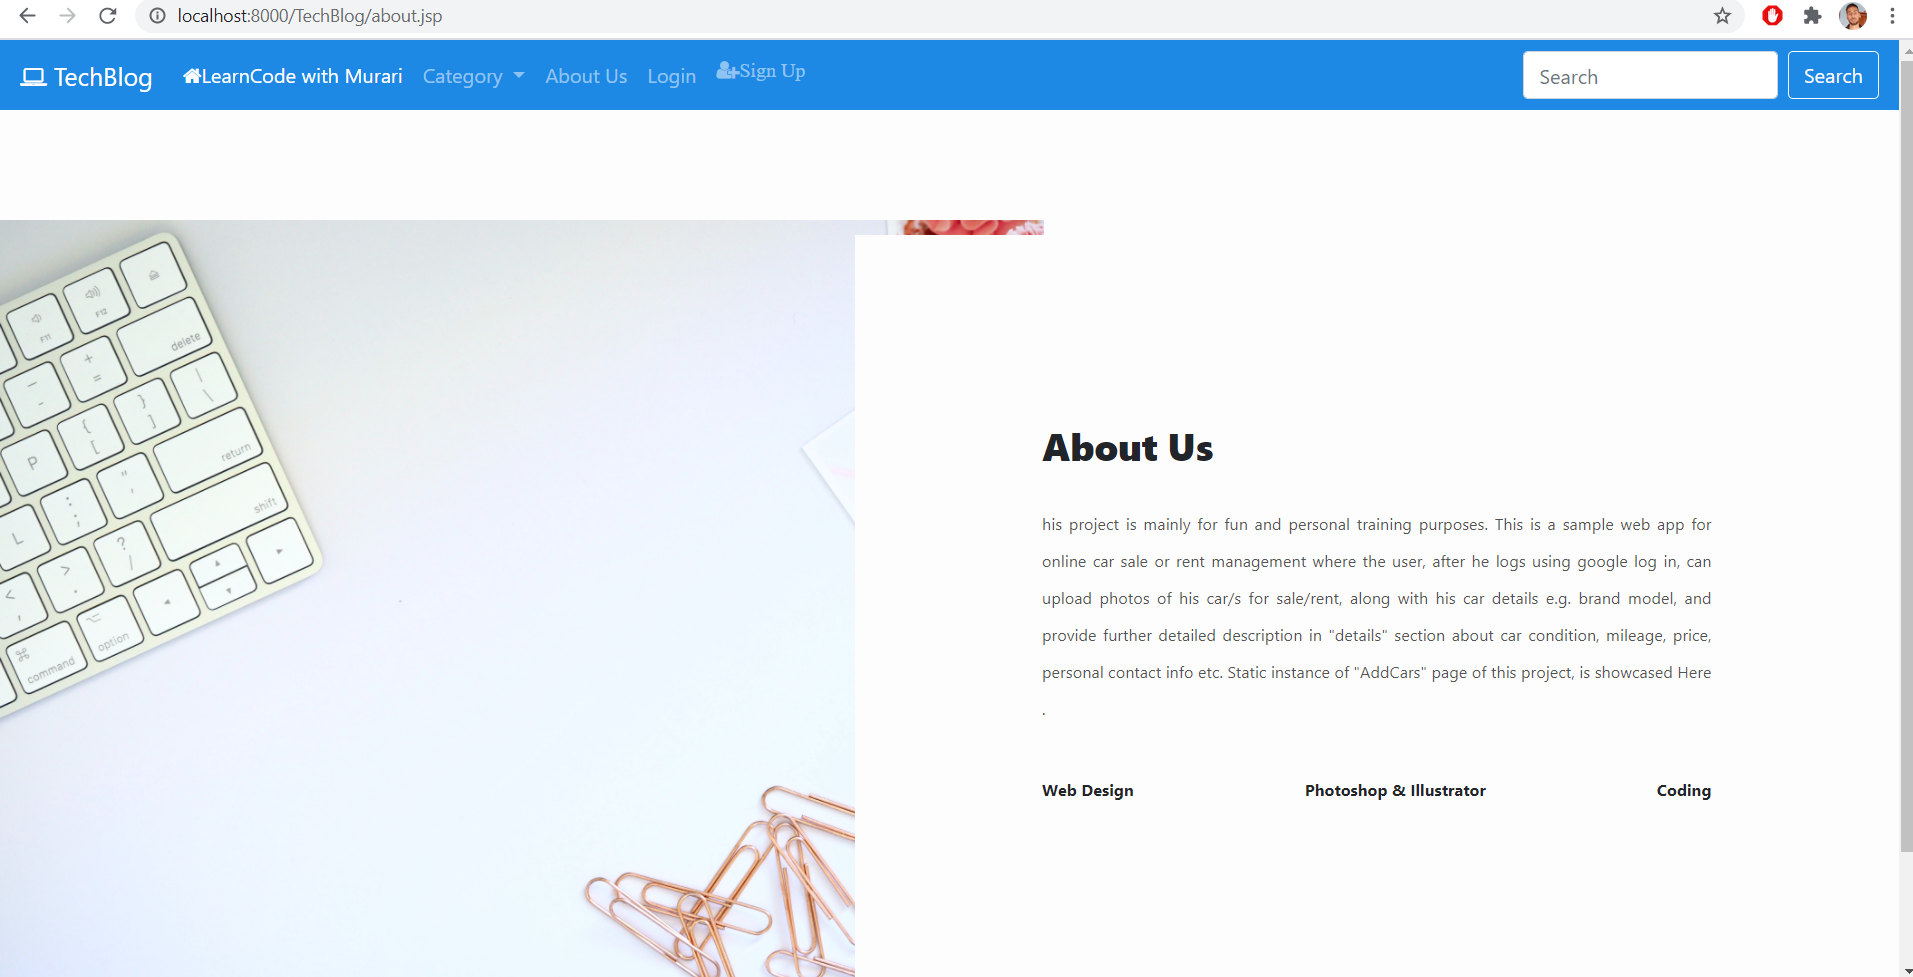 localhost:8000/TechBlog/about.jsp
TechBlog LearnCode with Murari Category About Us Login Sign Up Search Search
F11 F12 delete
+ =
_ -
| \
} ]
{ [
P
return
" '
: ;
L
shift
? /
> .
< ,
option
command
About Us
his project is mainly for fun and personal training purposes. This is a sample web app for
online car sale or rent management where the user, after he logs using google log in, can
upload photos of his car/s for sale/rent, along with his car details e.g. brand model, and
provide further detailed description in "details" section about car condition, mileage, price,
personal contact info etc. Static instance of "AddCars" page of this project, is showcased Here
.
Web Design Photoshop & Illustrator Coding